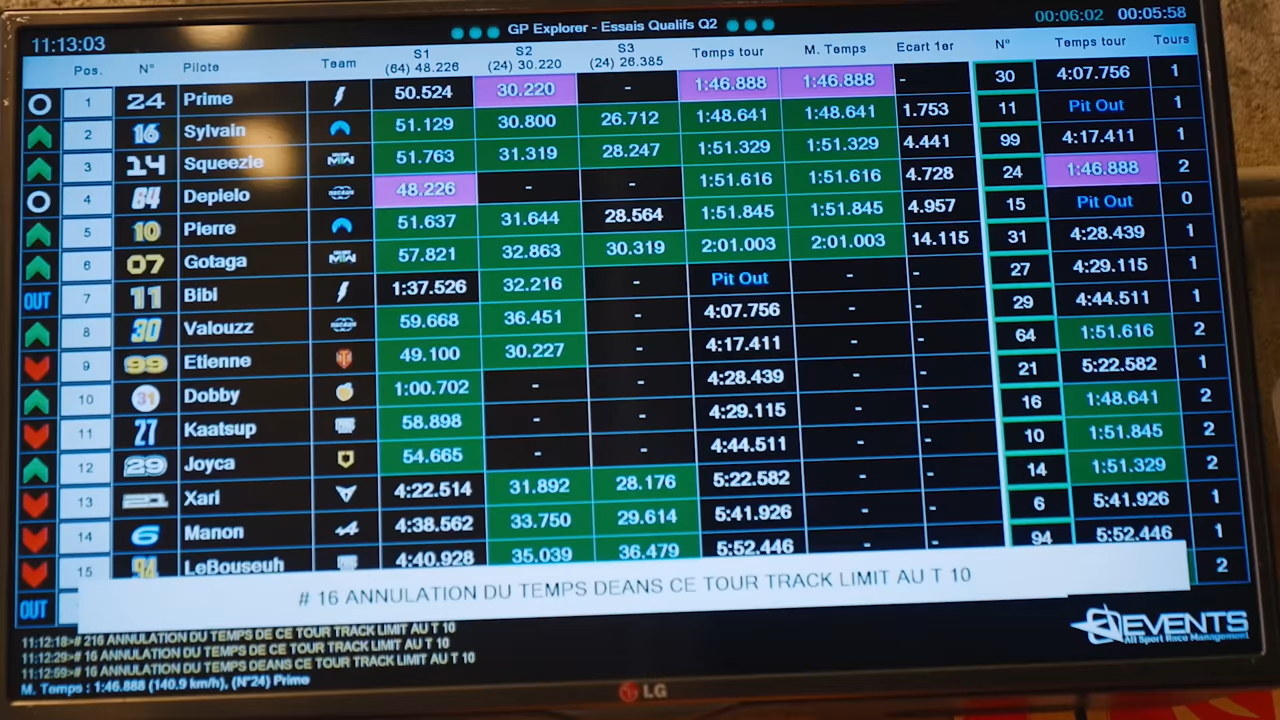 11:13:03 GP Explorer - Essais Qualifs Q2 00:06:02 00:05:58
Pos. N° Pilote Team S1 (64) 48.226 S2 (24) 30.220 S3 (24) 26.385 Temps tour M. Temps Ecart 1er N° Temps tour Tours
1 24 Prime 50.524 30.220 - 1:46.888 1:46.888 - 30 4:07.756 1
2 16 Sylvain 51.129 30.800 26.712 1:48.641 1:48.641 1.753 11 Pit Out 1
3 14 Squeezie 51.763 31.319 28.247 1:51.329 1:51.329 4.441 99 4:17.411 1
4 64 Depielo 48.226 - - 1:51.616 1:51.616 4.728 24 1:46.888 2
5 10 Pierre 51.637 31.644 28.564 1:51.845 1:51.845 4.957 15 Pit Out 0
6 07 Gotaga 57.821 32.863 30.319 2:01.003 2:01.003 14.115 31 4:28.439 1
OUT 7 11 Bibi 1:37.526 32.216 - Pit Out - - 27 4:29.115 1
8 30 Valouzz 59.668 36.451 - 4:07.756 - - 29 4:44.511 1
9 99 Etienne 49.100 30.227 - 4:17.411 - - 64 1:51.616 2
10 31 Dobby 1:00.702 - - 4:28.439 - - 21 5:22.582 1
11 27 Kaatsup 58.898 - - 4:29.115 - - 16 1:48.641 2
12 29 Joyca 54.665 - - 4:44.511 - - 10 1:51.845 2
13 21 Xari 4:22.514 31.892 28.176 5:22.582 - - 14 1:51.329 2
14 6 Manon 4:38.562 33.750 29.614 5:41.926 - - 6 5:41.926 1
15 94 LeBouseuh 4:40.928 35.039 36.479 5:52.446 - - 94 5:52.446 1
OUT 2
# 16 ANNULATION DU TEMPS DEANS CE TOUR TRACK LIMIT AU T 10
11:12:18># 216 ANNULATION DU TEMPS DE CE TOUR TRACK LIMIT AU T 10
11:12:29># 16 ANNULATION DU TEMPS DE CE TOUR TRACK LIMIT AU T 10
11:12:59># 16 ANNULATION DU TEMPS DEANS CE TOUR TRACK LIMIT AU T 10
M. Temps : 1:46.888 (140.9 km/h), (N°24) Prime
EVENTS
All Sport Race Management
LG